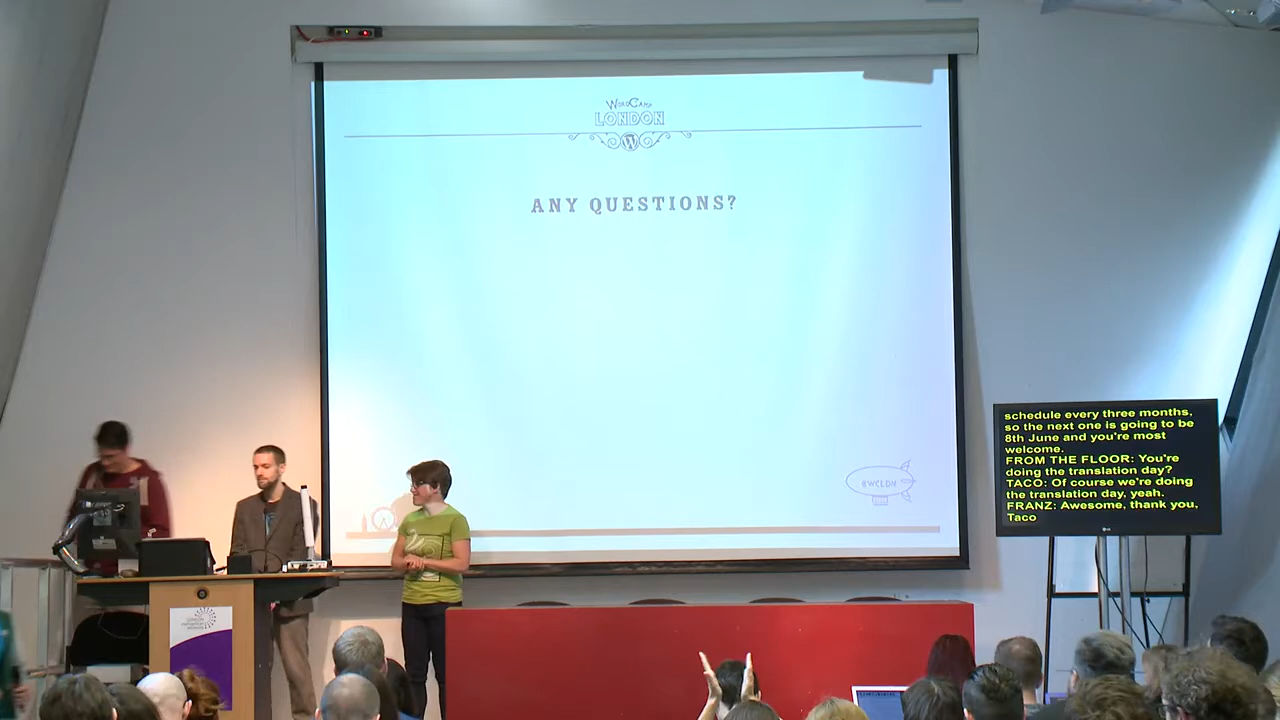 WORDCAMP
LONDON
ANY QUESTIONS?
#WCLDN
schedule every three months,
so the next one is going to be
8th June and you're most
welcome.
FROM THE FLOOR: You're
doing the translation day?
TACO: Of course we're doing
the translation day, yeah.
FRANZ: Awesome, thank you,
Taco
LG
LONDON